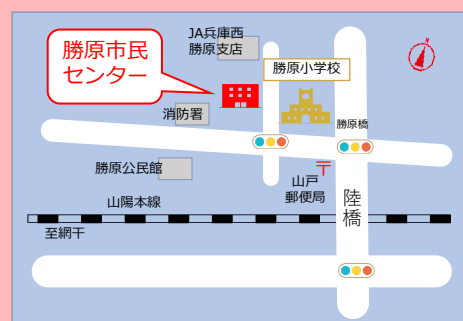 JA兵庫西
勝原支店
勝原市民
センター
勝原小学校
消防署
勝原橋
勝原公民館
山戸
郵便局
山陽本線
陸橋
至網干